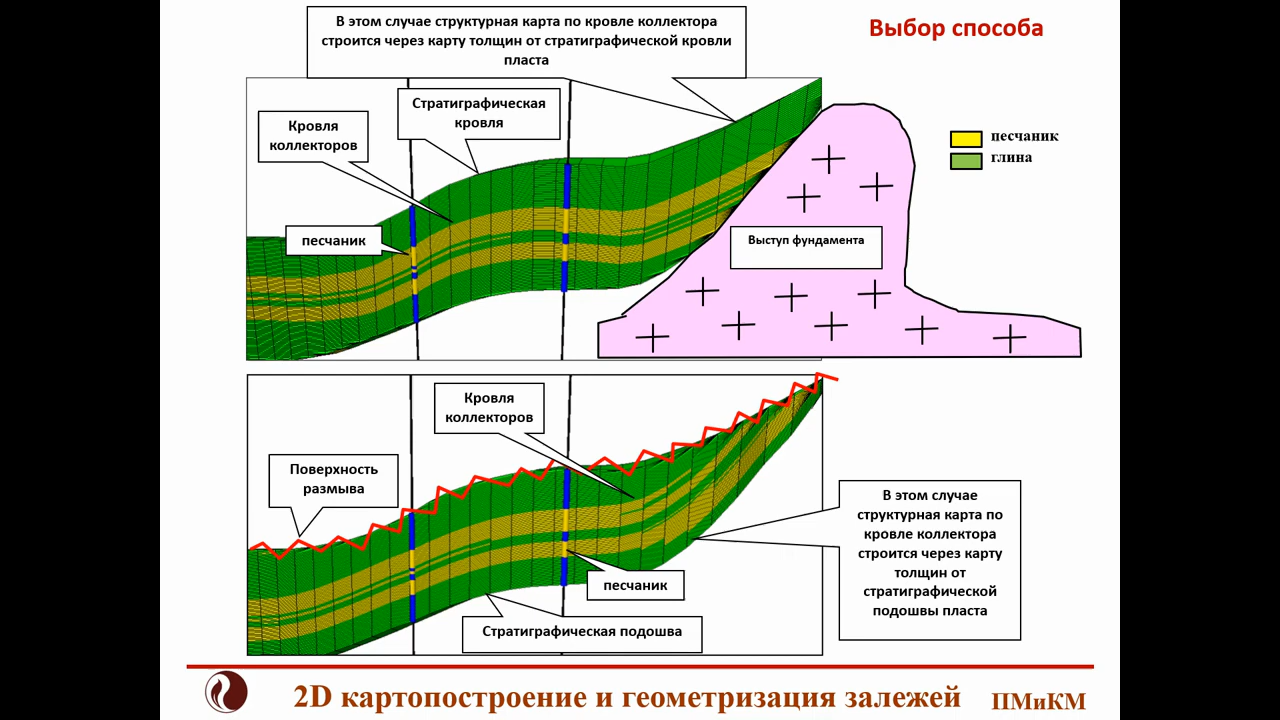 В этом случае структурная карта по кровле коллектора
строится через карту толщин от стратиграфической кровли
пласта
Выбор способа
Стратиграфическая
кровля
Кровля
коллекторов
песчаник
глина
песчаник
Выступ фундамента
Кровля
коллекторов
Поверхность
размыва
В этом случае
структурная карта по
кровле коллектора
строится через карту
толщин от
стратиграфической
подошвы пласта
песчаник
Стратиграфическая подошва
2D картопостроение и геометризация залежей
ПМиКМ